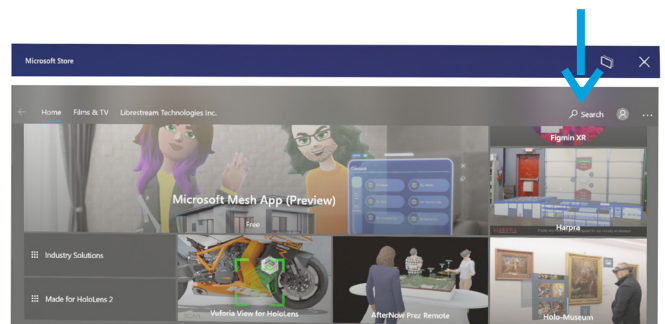 Microsoft Store
Home Films & TV Librestream Technologies Inc. Search
Figmin XR
Microsoft Mesh App (Preview)
Free
Harpra
Industry Solutions
Made for HoloLens 2
Vuforia View for HoloLens
AfterNow Prez Remote
Holo-Museum